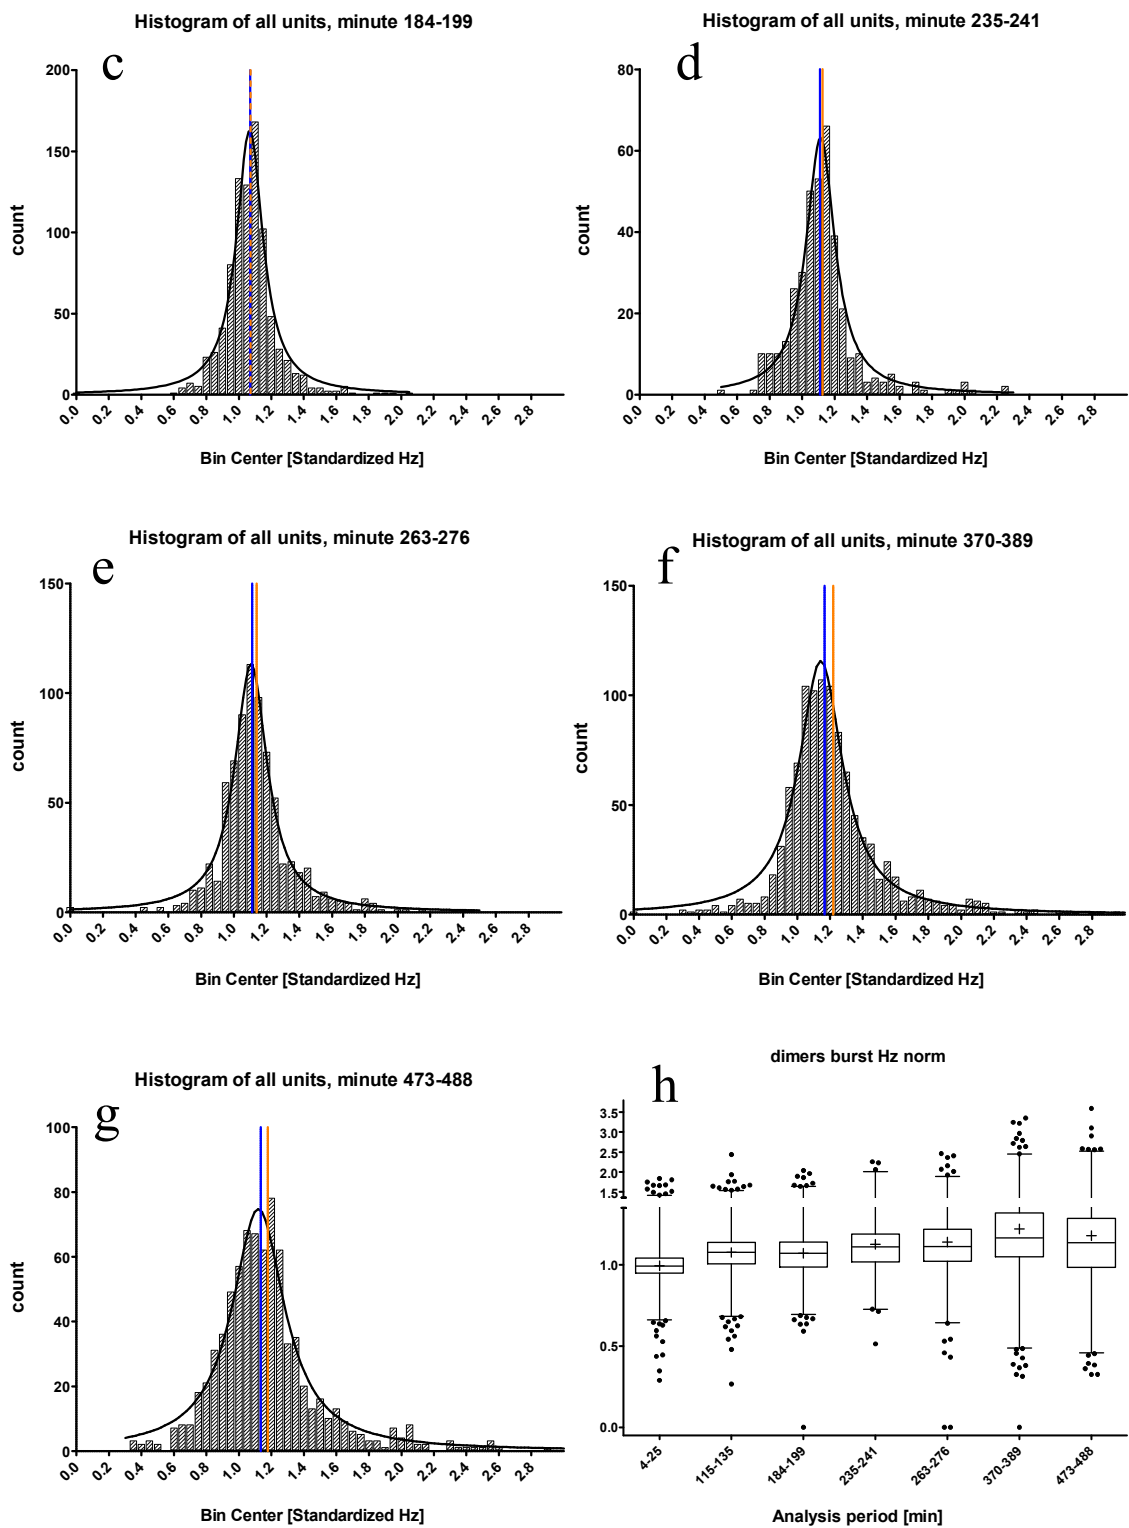 Histogram of all units, minute 184-199
c
200
150
100
50
0
count
0.0 0.2 0.4 0.6 0.8 1.0 1.2 1.4 1.6 1.8 2.0 2.2 2.4 2.6 2.8
Bin Center [Standardized Hz]
Histogram of all units, minute 235-241
d
80
60
40
20
0
count
0.0 0.2 0.4 0.6 0.8 1.0 1.2 1.4 1.6 1.8 2.0 2.2 2.4 2.6 2.8
Bin Center [Standardized Hz]
Histogram of all units, minute 263-276
e
150
100
50
0
count
0.0 0.2 0.4 0.6 0.8 1.0 1.2 1.4 1.6 1.8 2.0 2.2 2.4 2.6 2.8
Bin Center [Standardized Hz]
Histogram of all units, minute 370-389
f
150
100
50
0
count
0.0 0.2 0.4 0.6 0.8 1.0 1.2 1.4 1.6 1.8 2.0 2.2 2.4 2.6 2.8
Bin Center [Standardized Hz]
Histogram of all units, minute 473-488
g
100
80
60
40
20
0
count
0.0 0.2 0.4 0.6 0.8 1.0 1.2 1.4 1.6 1.8 2.0 2.2 2.4 2.6 2.8
Bin Center [Standardized Hz]
dimers burst Hz norm
h
3.5
3.0
2.5
2.0
1.5
1.0
0.5
0.0
4-25 115-135 184-199 235-241 263-276 370-389 473-488
Analysis period [min]